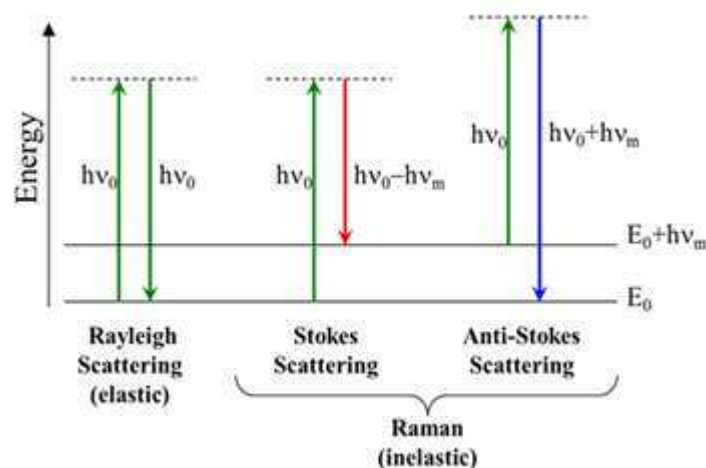 Energy
hν₀
hν₀
hν₀
hν₀−hνₘ
hν₀
hν₀+hνₘ
E₀+hνₘ
E₀
Rayleigh
Scattering
(elastic)
Stokes
Scattering
Anti-Stokes
Scattering
Raman
(inelastic)